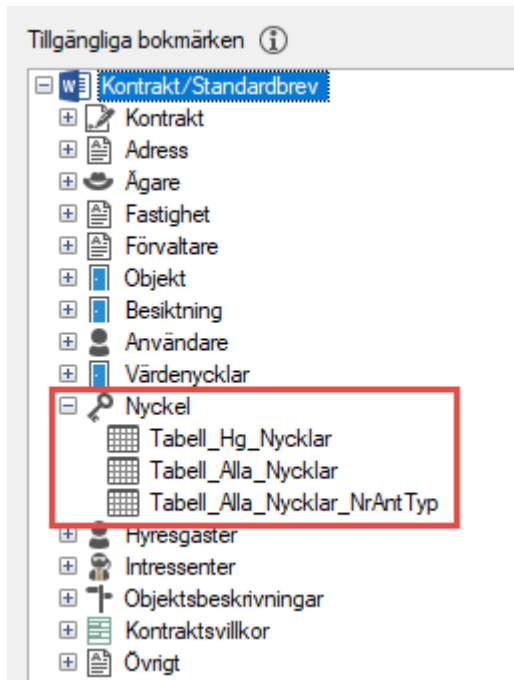 Tillgängliga bokmärken
Kontrakt/Standardbrev
Kontrakt
Adress
Ägare
Fastighet
Förvaltare
Objekt
Besiktning
Användare
Värdenycklar
Nyckel
Tabell_Hg_Nycklar
Tabell_Alla_Nycklar
Tabell_Alla_Nycklar_NrAntTyp
Hyresgäster
Intressenter
Objektsbeskrivningar
Kontraktsvillkor
Övrigt